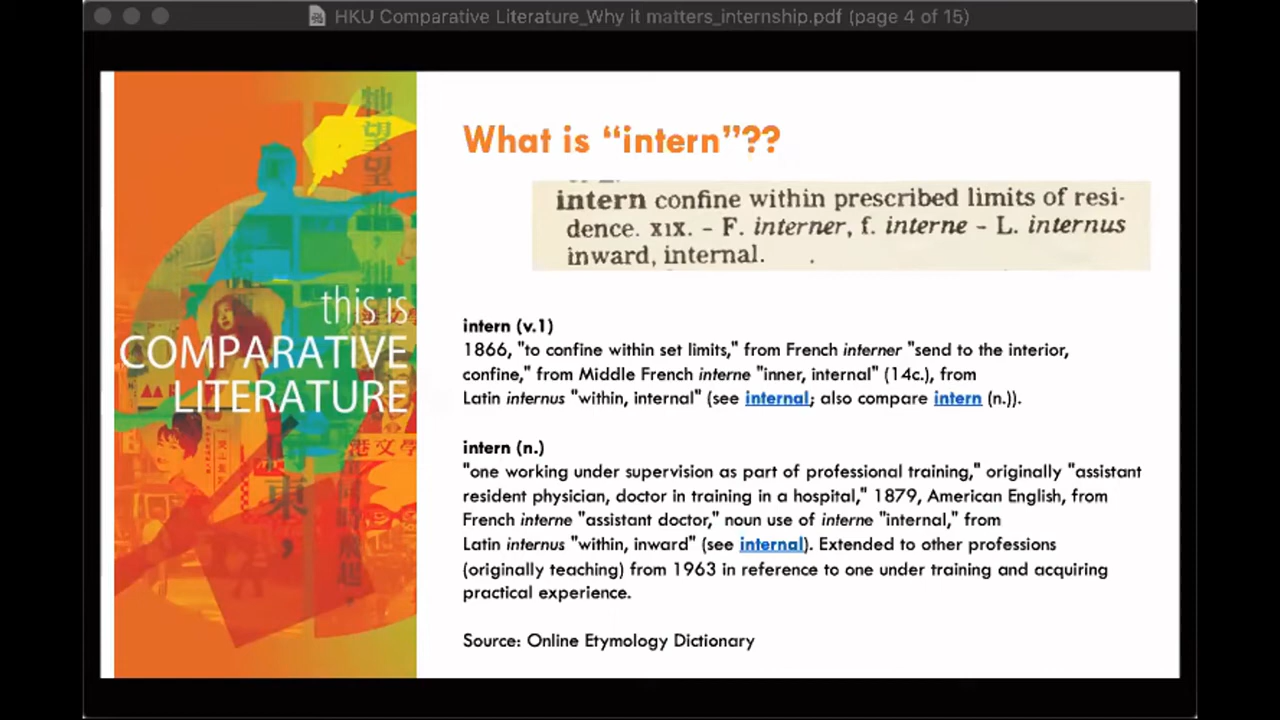 HKU Comparative Literature_Why it matters_internship.pdf (page 4 of 15)
this is
COMPARATIVE
LITERATURE
What is “intern”??
intern confine within prescribed limits of resi-
dence. XIX. – F. interner, f. interne – L. internus
inward, internal.
intern (v.1)
1866, "to confine within set limits," from French interner "send to the interior,
confine," from Middle French interne "inner, internal" (14c.), from
Latin internus "within, internal" (see internal; also compare intern (n.)).
intern (n.)
"one working under supervision as part of professional training," originally "assistant
resident physician, doctor in training in a hospital," 1879, American English, from
French interne "assistant doctor," noun use of interne "internal," from
Latin internus "within, inward" (see internal). Extended to other professions
(originally teaching) from 1963 in reference to one under training and acquiring
practical experience.
Source: Online Etymology Dictionary